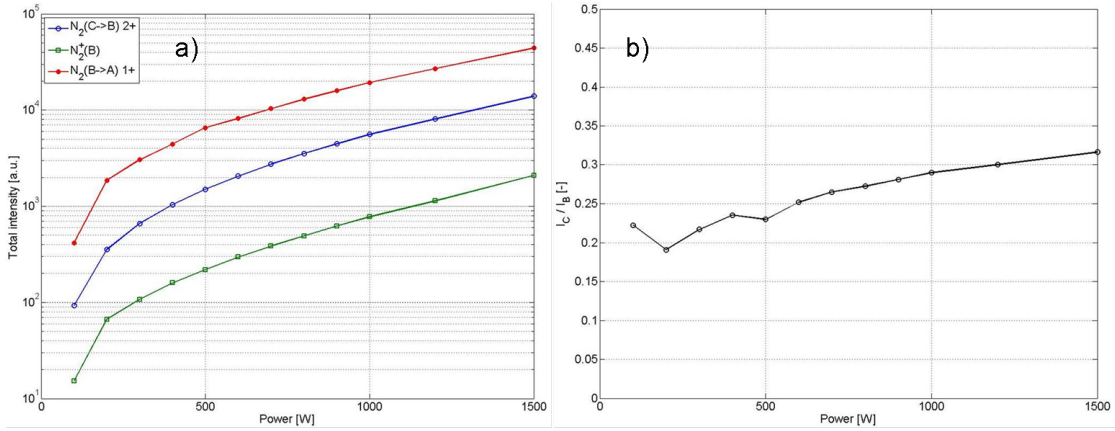 N2(C->B) 2+
N2+(B)
N2(B->A) 1+
a)
10^5
10^4
10^3
10^2
10^1
Total intensity [a.u.]
0 500 1000 1500
Power [W]
b)
0.5
0.45
0.4
0.35
0.3
0.25
0.2
0.15
0.1
0.05
0
I_C / I_B [-]
0 500 1000 1500
Power [W]